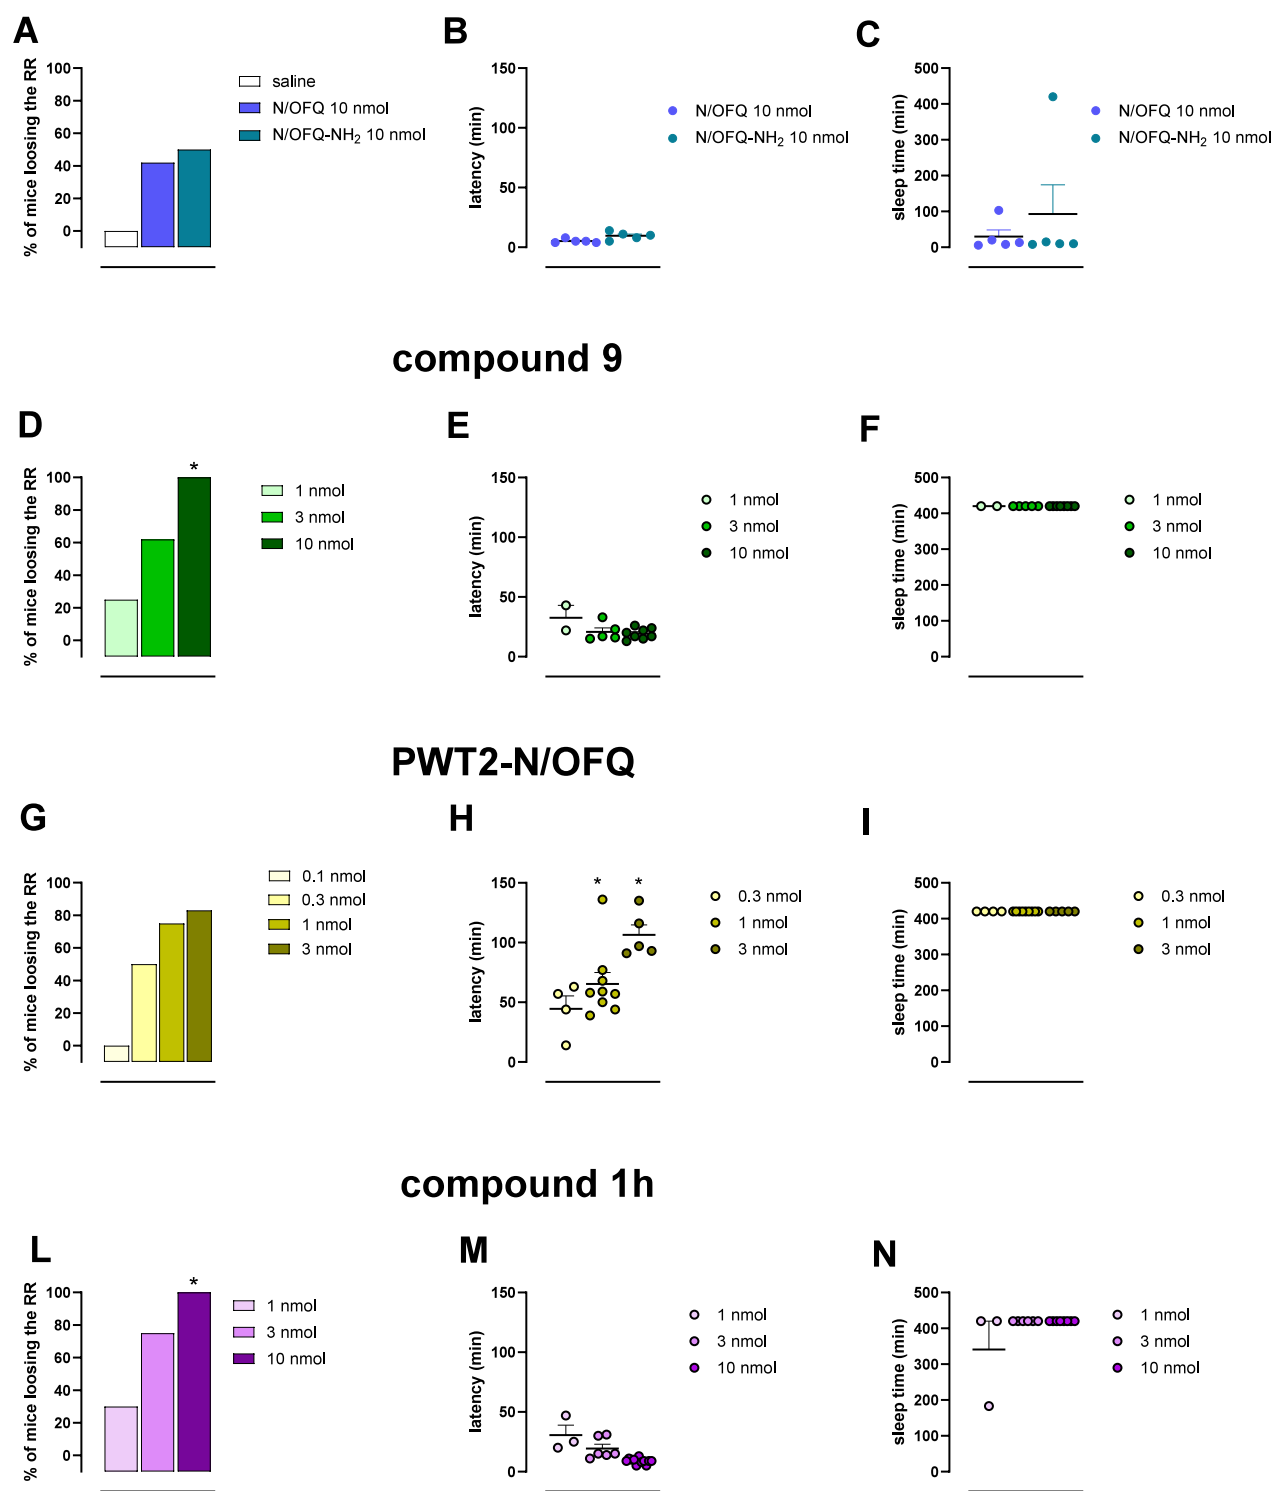 A
% of mice loosing the RR
100
80
60
40
20
0
saline
N/OFQ 10 nmol
N/OFQ-NH₂ 10 nmol
B
latency (min)
150
100
50
0
N/OFQ 10 nmol
N/OFQ-NH₂ 10 nmol
C
sleep time (min)
500
400
300
200
100
0
N/OFQ 10 nmol
N/OFQ-NH₂ 10 nmol
compound 9
D
% of mice loosing the RR
100
80
60
40
20
0
*
1 nmol
3 nmol
10 nmol
E
latency (min)
150
100
50
0
1 nmol
3 nmol
10 nmol
F
sleep time (min)
500
400
300
200
100
0
1 nmol
3 nmol
10 nmol
PWT2-N/OFQ
G
% of mice loosing the RR
100
80
60
40
20
0
0.1 nmol
0.3 nmol
1 nmol
3 nmol
H
latency (min)
150
100
50
0
* *
0.3 nmol
1 nmol
3 nmol
I
sleep time (min)
500
400
300
200
100
0
0.3 nmol
1 nmol
3 nmol
compound 1h
L
% of mice loosing the RR
100
80
60
40
20
0
*
1 nmol
3 nmol
10 nmol
M
latency (min)
150
100
50
0
1 nmol
3 nmol
10 nmol
N
sleep time (min)
500
400
300
200
100
0
1 nmol
3 nmol
10 nmol